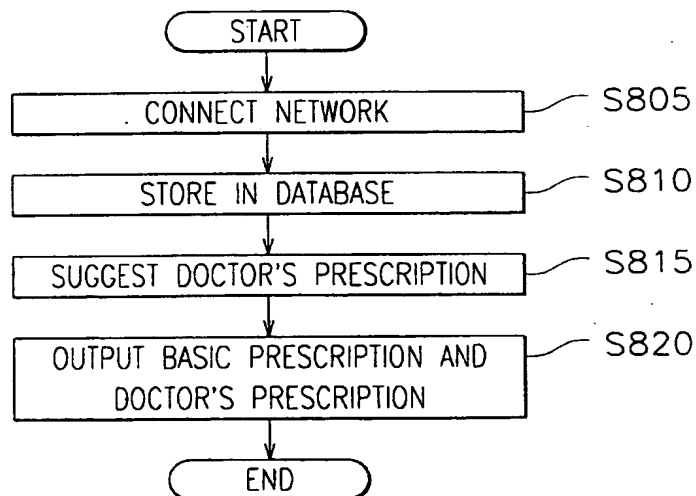 START
CONNECT NETWORK
S805
STORE IN DATABASE
S810
SUGGEST DOCTOR'S PRESCRIPTION
S815
OUTPUT BASIC PRESCRIPTION AND
DOCTOR'S PRESCRIPTION
S820
END